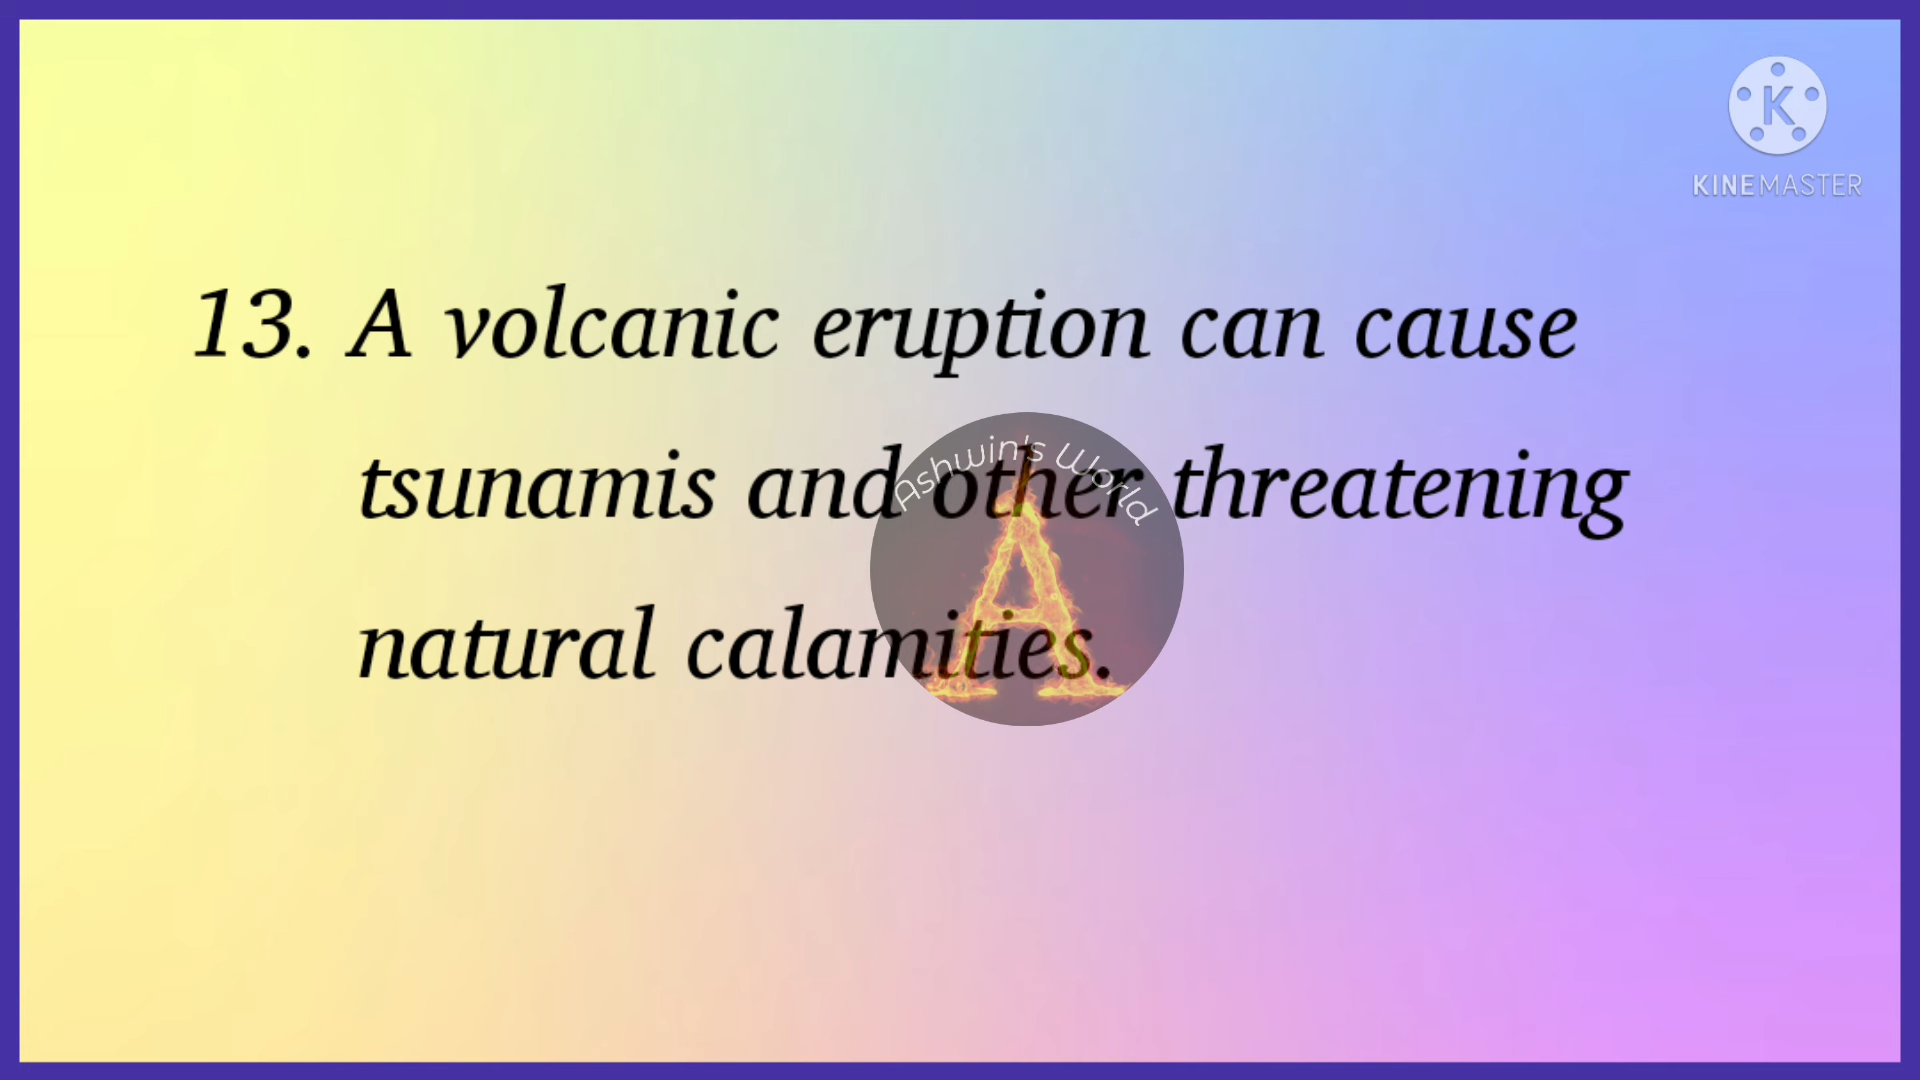 K
KINEMASTER
13. A volcanic eruption can cause
Ashwin's World
tsunamis and other threatening
A
natural calamities.